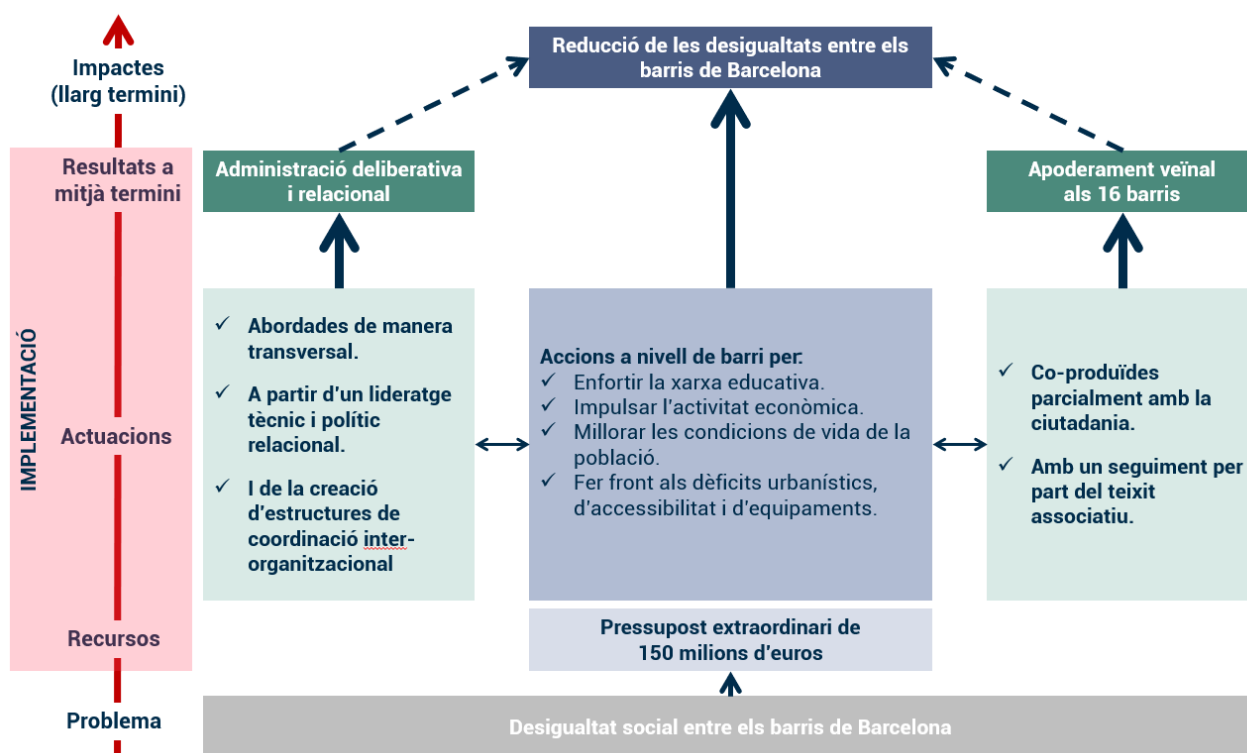 Impactes
(llarg termini)
Reducció de les desigualtats entre els
barris de Barcelona
IMPLEMENTACIÓ
Resultats a
mitjà termini
Administració deliberativa
i relacional
Apoderament veïnal
als 16 barris
Actuacions
✓ Abordades de manera
transversal.
✓ A partir d'un lideratge
tècnic i polític
relacional.
✓ I de la creació
d'estructures de
coordinació inter-
organitzacional
Accions a nivell de barri per:
✓ Enfortir la xarxa educativa.
✓ Impulsar l'activitat econòmica.
✓ Millorar les condicions de vida de la
població.
✓ Fer front als dèficits urbanístics,
d'accessibilitat i d'equipaments.
✓ Co-produïdes
parcialment amb la
ciutadania.
✓ Amb un seguiment per
part del teixit
associatiu.
Recursos
Pressupost extraordinari de
150 milions d'euros
Problema
Desigualtat social entre els barris de Barcelona